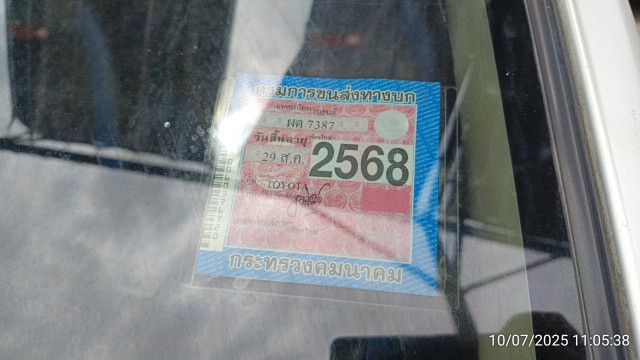 กรมการขนส่งทางบก
ผต 7387
วันสิ้นอายุ
29 ส.ค. 2568
TOYOTA
กระทรวงคมนาคม
10/07/2025 11:05:38